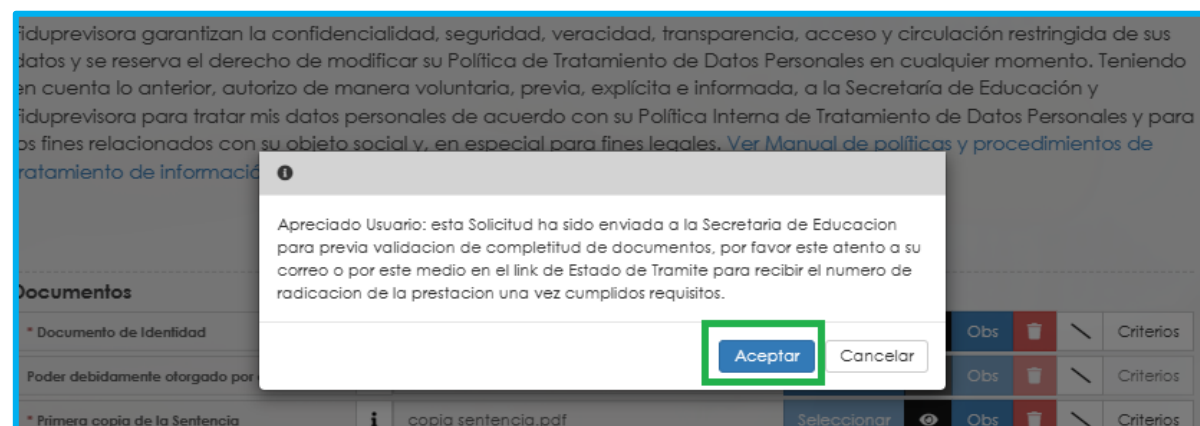 Fiduprevisora garantizan la confidencialidad, seguridad, veracidad, transparencia, acceso y circulación restringida de sus
datos y se reserva el derecho de modificar su Política de Tratamiento de Datos Personales en cualquier momento. Teniendo
en cuenta lo anterior, autorizo de manera voluntaria, previa, explícita e informada, a la Secretaría de Educación y
Fiduprevisora para tratar mis datos personales de acuerdo con su Política Interna de Tratamiento de Datos Personales y para
los fines relacionados con su objeto social y, en especial para fines legales. Ver Manual de políticas y procedimientos de
tratamiento de informació
Apreciado Usuario: esta Solicitud ha sido enviada a la Secretaria de Educacion
para previa validacion de completitud de documentos, por favor este atento a su
correo o por este medio en el link de Estado de Tramite para recibir el numero de
radicacion de la prestacion una vez cumplidos requisitos.
Aceptar Cancelar
Documentos
* Documento de Identidad Obs Criterios
Poder debidamente otorgado por Obs Criterios
* Primera copia de la Sentencia i copia sentencia.pdf Seleccionar Obs Criterios